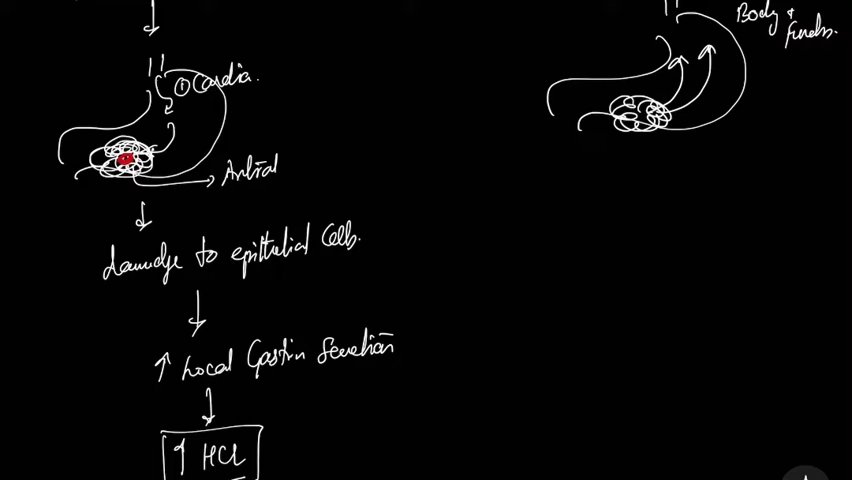 ① Cardia.
Antral
damage to epithelial Cells.
↑ Local Gastrin Secretion
↑ HCL
Body &
fundus.